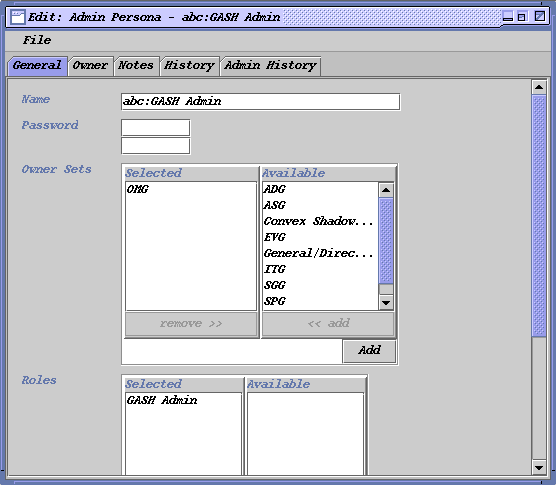 Edit: Admin Persona - abc:GASH Admin
File
General Owner Notes History Admin History
Name abc:GASH Admin
Password
Owner Sets Selected Available
OMG ADG
ASG
Convex Shadow...
EVG
General/Direc...
ITG
SGG
SPG
remove >> << add
Add
Roles Selected Available
GASH Admin